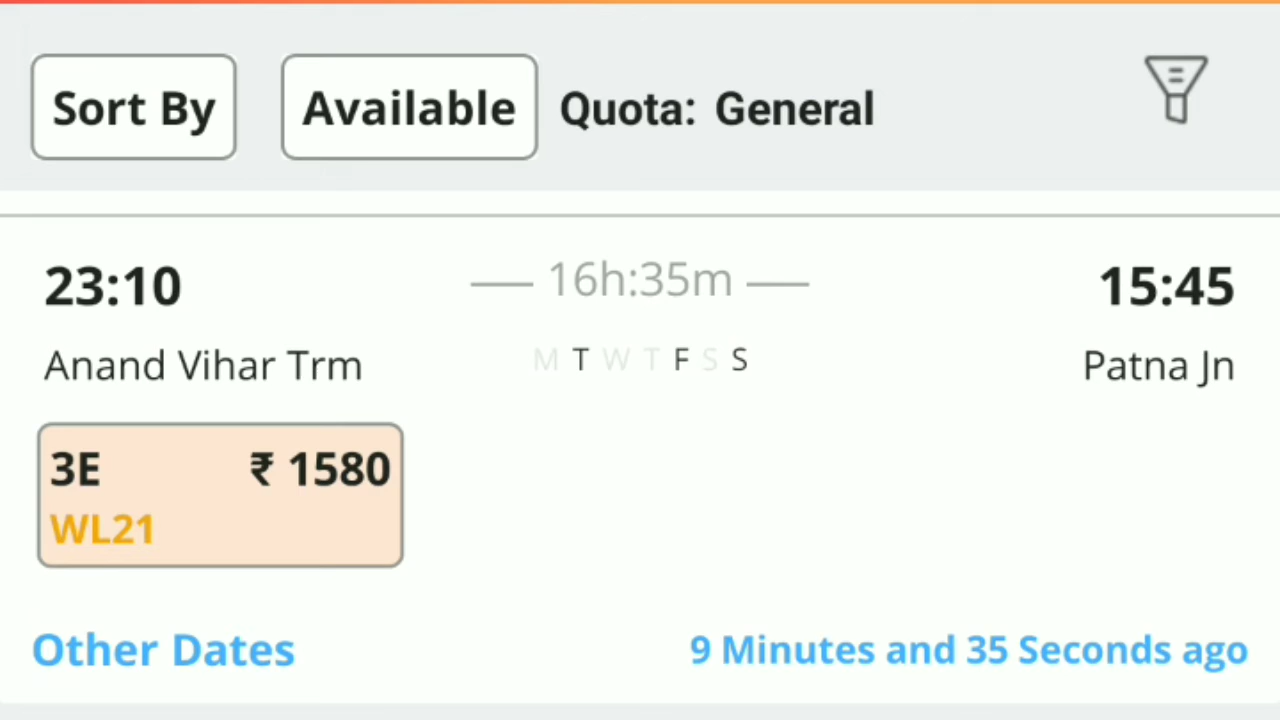 Sort By Available Quota: General
23:10 16h:35m 15:45
Anand Vihar Trm M T W T F S S Patna Jn
3E ₹ 1580
WL21
Other Dates 9 Minutes and 35 Seconds ago